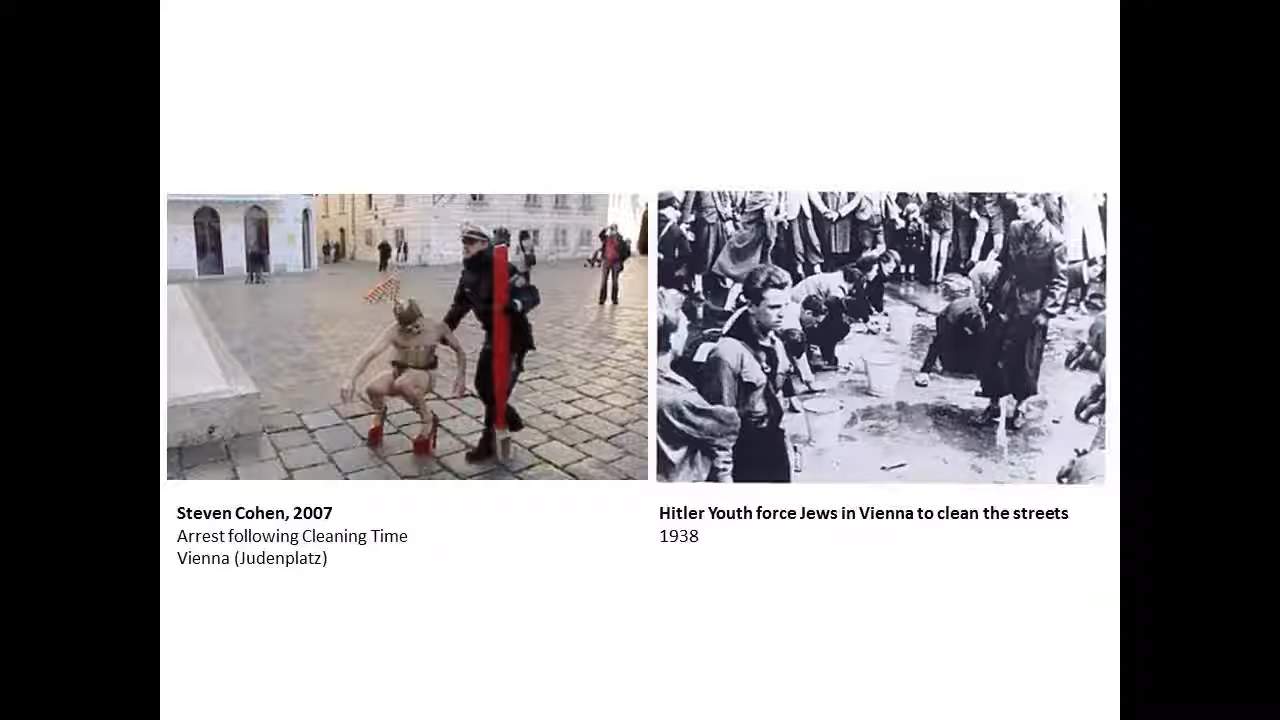 Steven Cohen, 2007
Arrest following Cleaning Time
Vienna (Judenplatz)
Hitler Youth force Jews in Vienna to clean the streets
1938